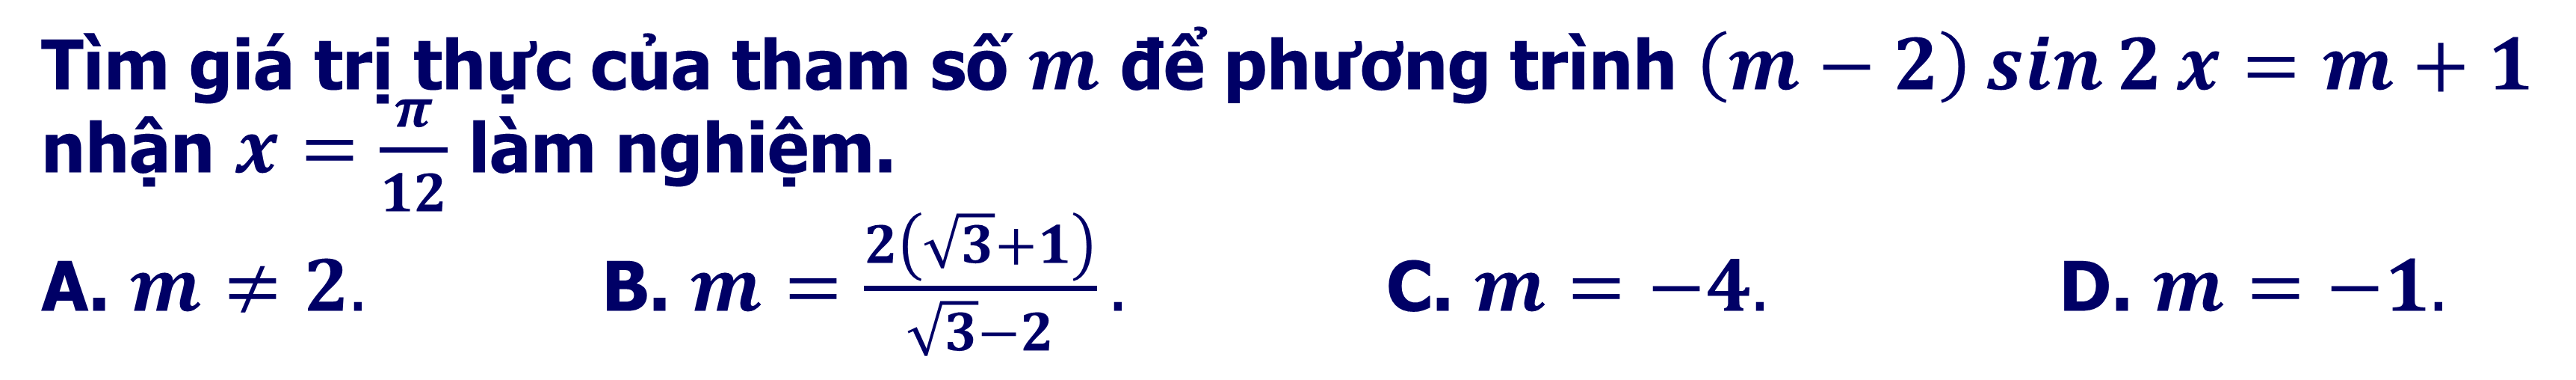 Tìm giá trị thực của tham số m để phương trình (m − 2) sin 2 x = m + 1
nhận x = π/12 làm nghiệm.
A. m ≠ 2. B. m = 2(√3+1)/(√3−2). C. m = −4. D. m = −1.